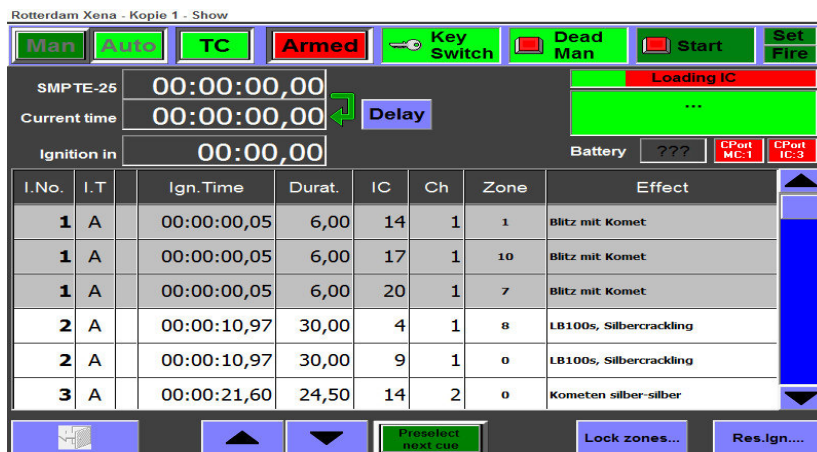 Rotterdam Xena - Kopie 1 - Show
Man Auto TC Armed Key Switch Dead Man Start Set Fire
SMPTE-25 00:00:00,00 Loading IC
Current time 00:00:00,00 Delay ...
Ignition in 00:00,00 Battery ??? CPort MC:1 CPort IC:3
I.No. I.T Ign.Time Durat. IC Ch Zone Effect
1 A 00:00:00,05 6,00 14 1 1 Blitz mit Komet
1 A 00:00:00,05 6,00 17 1 10 Blitz mit Komet
1 A 00:00:00,05 6,00 20 1 7 Blitz mit Komet
2 A 00:00:10,97 30,00 4 1 8 LB100s, Silbercrackling
2 A 00:00:10,97 30,00 9 1 0 LB100s, Silbercrackling
3 A 00:00:21,60 24,50 14 2 0 Kometen silber-silber
Preselect next cue Lock zones... Res.Ign....